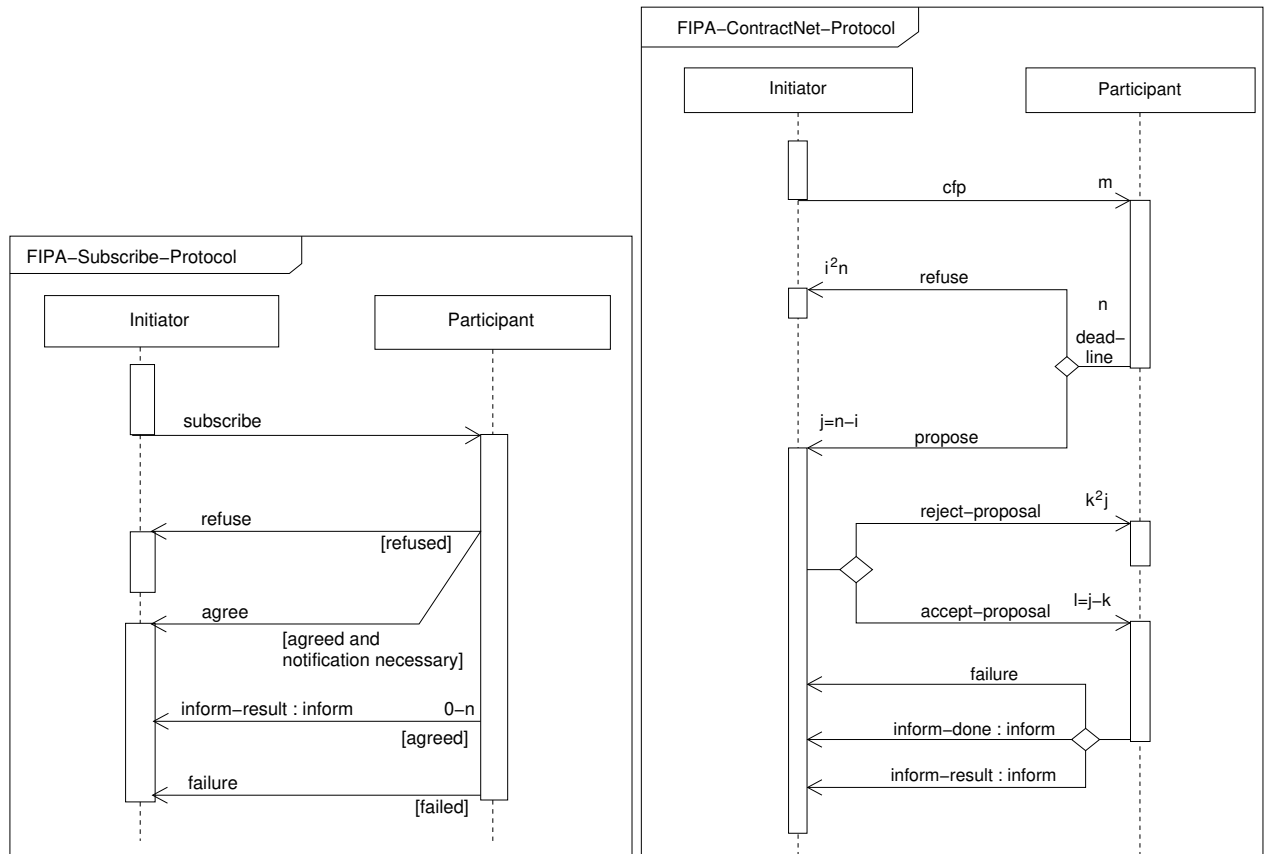 FIPA−Subscribe−Protocol
Initiator
Participant
subscribe
refuse
[refused]
agree
[agreed and
notification necessary]
inform−result : inform
0−n
[agreed]
failure
[failed]
FIPA−ContractNet−Protocol
Initiator
Participant
cfp
m
i²n
refuse
n
dead−
line
j=n−i
propose
reject−proposal
k²j
accept−proposal
l=j−k
failure
inform−done : inform
inform−result : inform